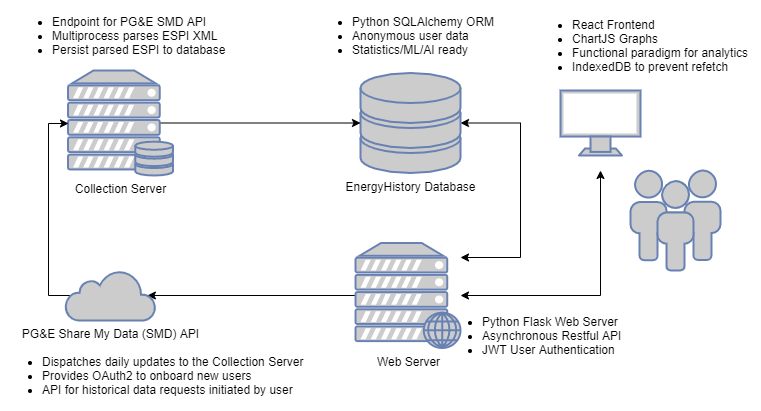 • Endpoint for PG&E SMD API
• Multiprocess parses ESPI XML
• Persist parsed ESPI to database
• Python SQLAlchemy ORM
• Anonymous user data
• Statistics/ML/AI ready
• React Frontend
• ChartJS Graphs
• Functional paradigm for analytics
• IndexedDB to prevent refetch
Collection Server
EnergyHistory Database
PG&E Share My Data (SMD) API
• Dispatches daily updates to the Collection Server
• Provides OAuth2 to onboard new users
• API for historical data requests initiated by user
Web Server
• Python Flask Web Server
• Asynchronous Restful API
• JWT User Authentication